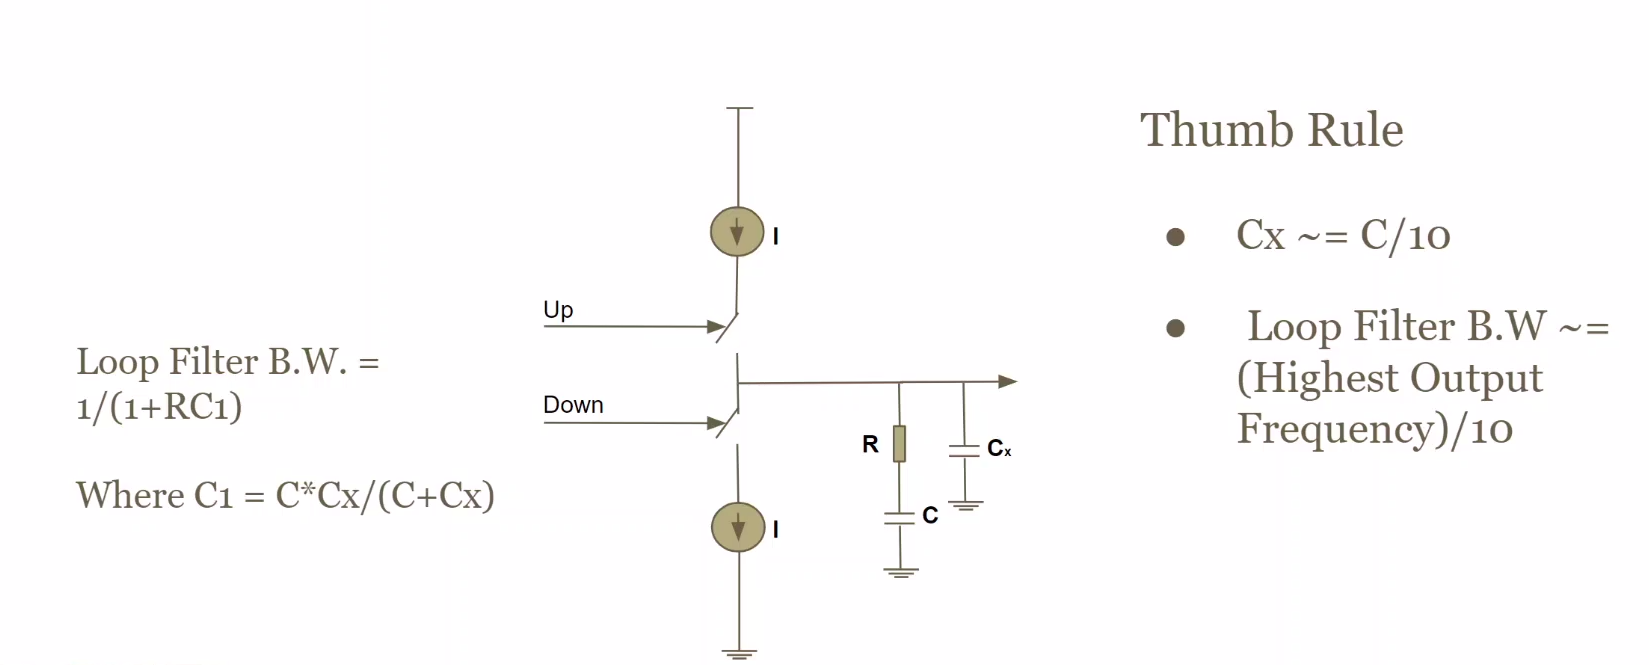 Thumb Rule
● Cx ~= C/10
● Loop Filter B.W ~=
(Highest Output
Frequency)/10
Loop Filter B.W. =
1/(1+RC1)
Where C1 = C*Cx/(C+Cx)
I
Up
Down
R
Cx
C
I